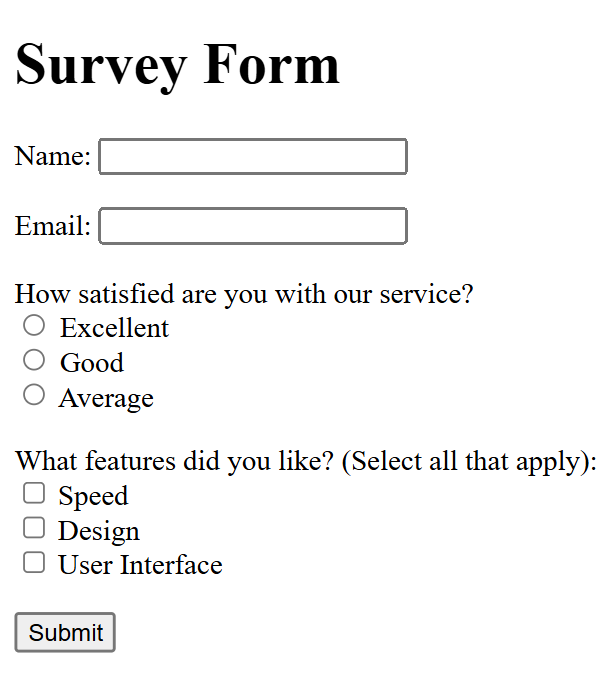 Survey Form
Name:
Email:
How satisfied are you with our service?
Excellent
Good
Average
What features did you like? (Select all that apply):
Speed
Design
User Interface
Submit